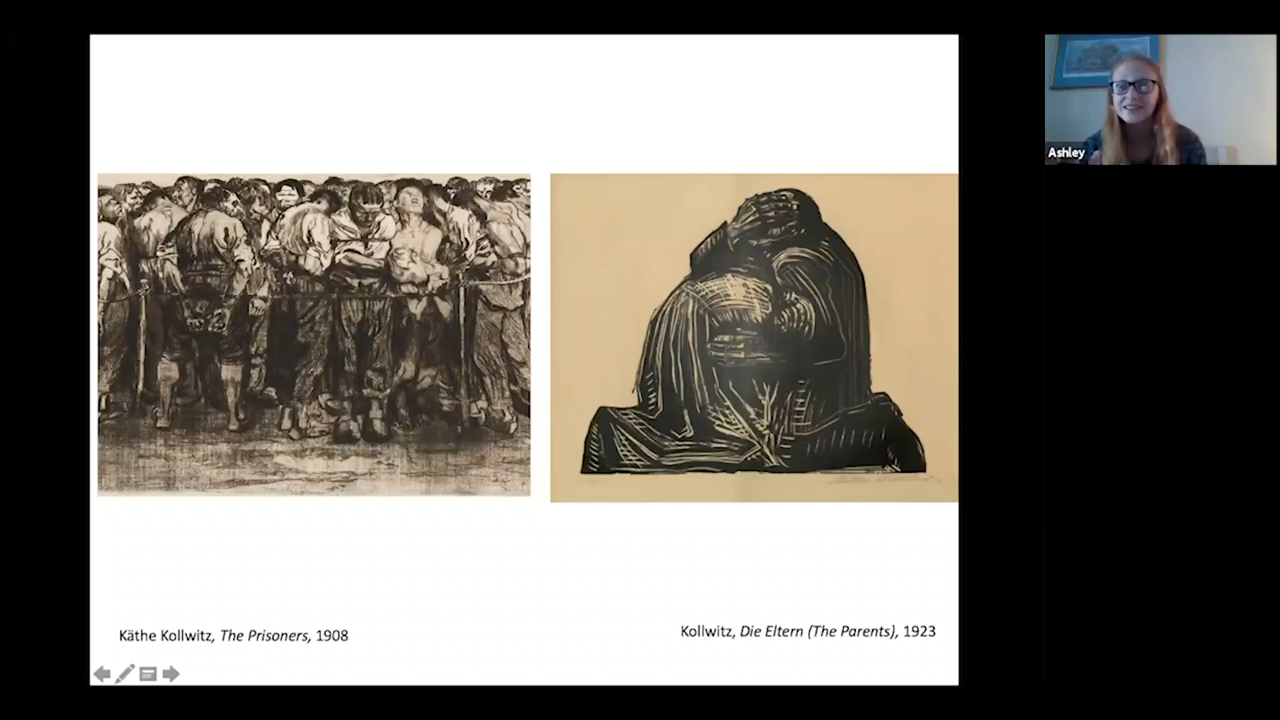 Ashley
Käthe Kollwitz, The Prisoners, 1908
Kollwitz, Die Eltern (The Parents), 1923